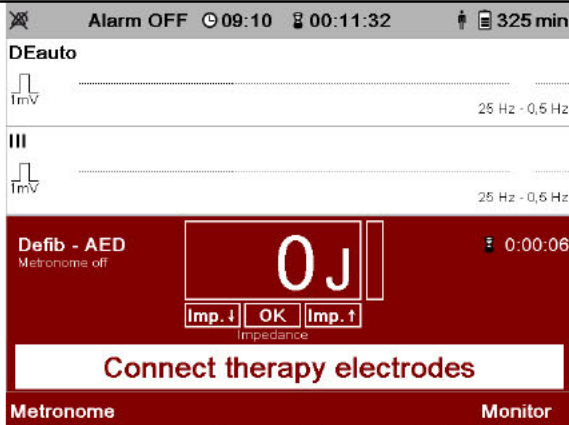 Alarm OFF 09:10 00:11:32 325 min
DEauto
1mV
25 Hz - 0,5 Hz
III
1mV
25 Hz - 0,5 Hz
Defib - AED 0:00:06
Metronome off
0 J
Imp.↓ OK Imp.↑
Impedance
Connect therapy electrodes
Metronome Monitor